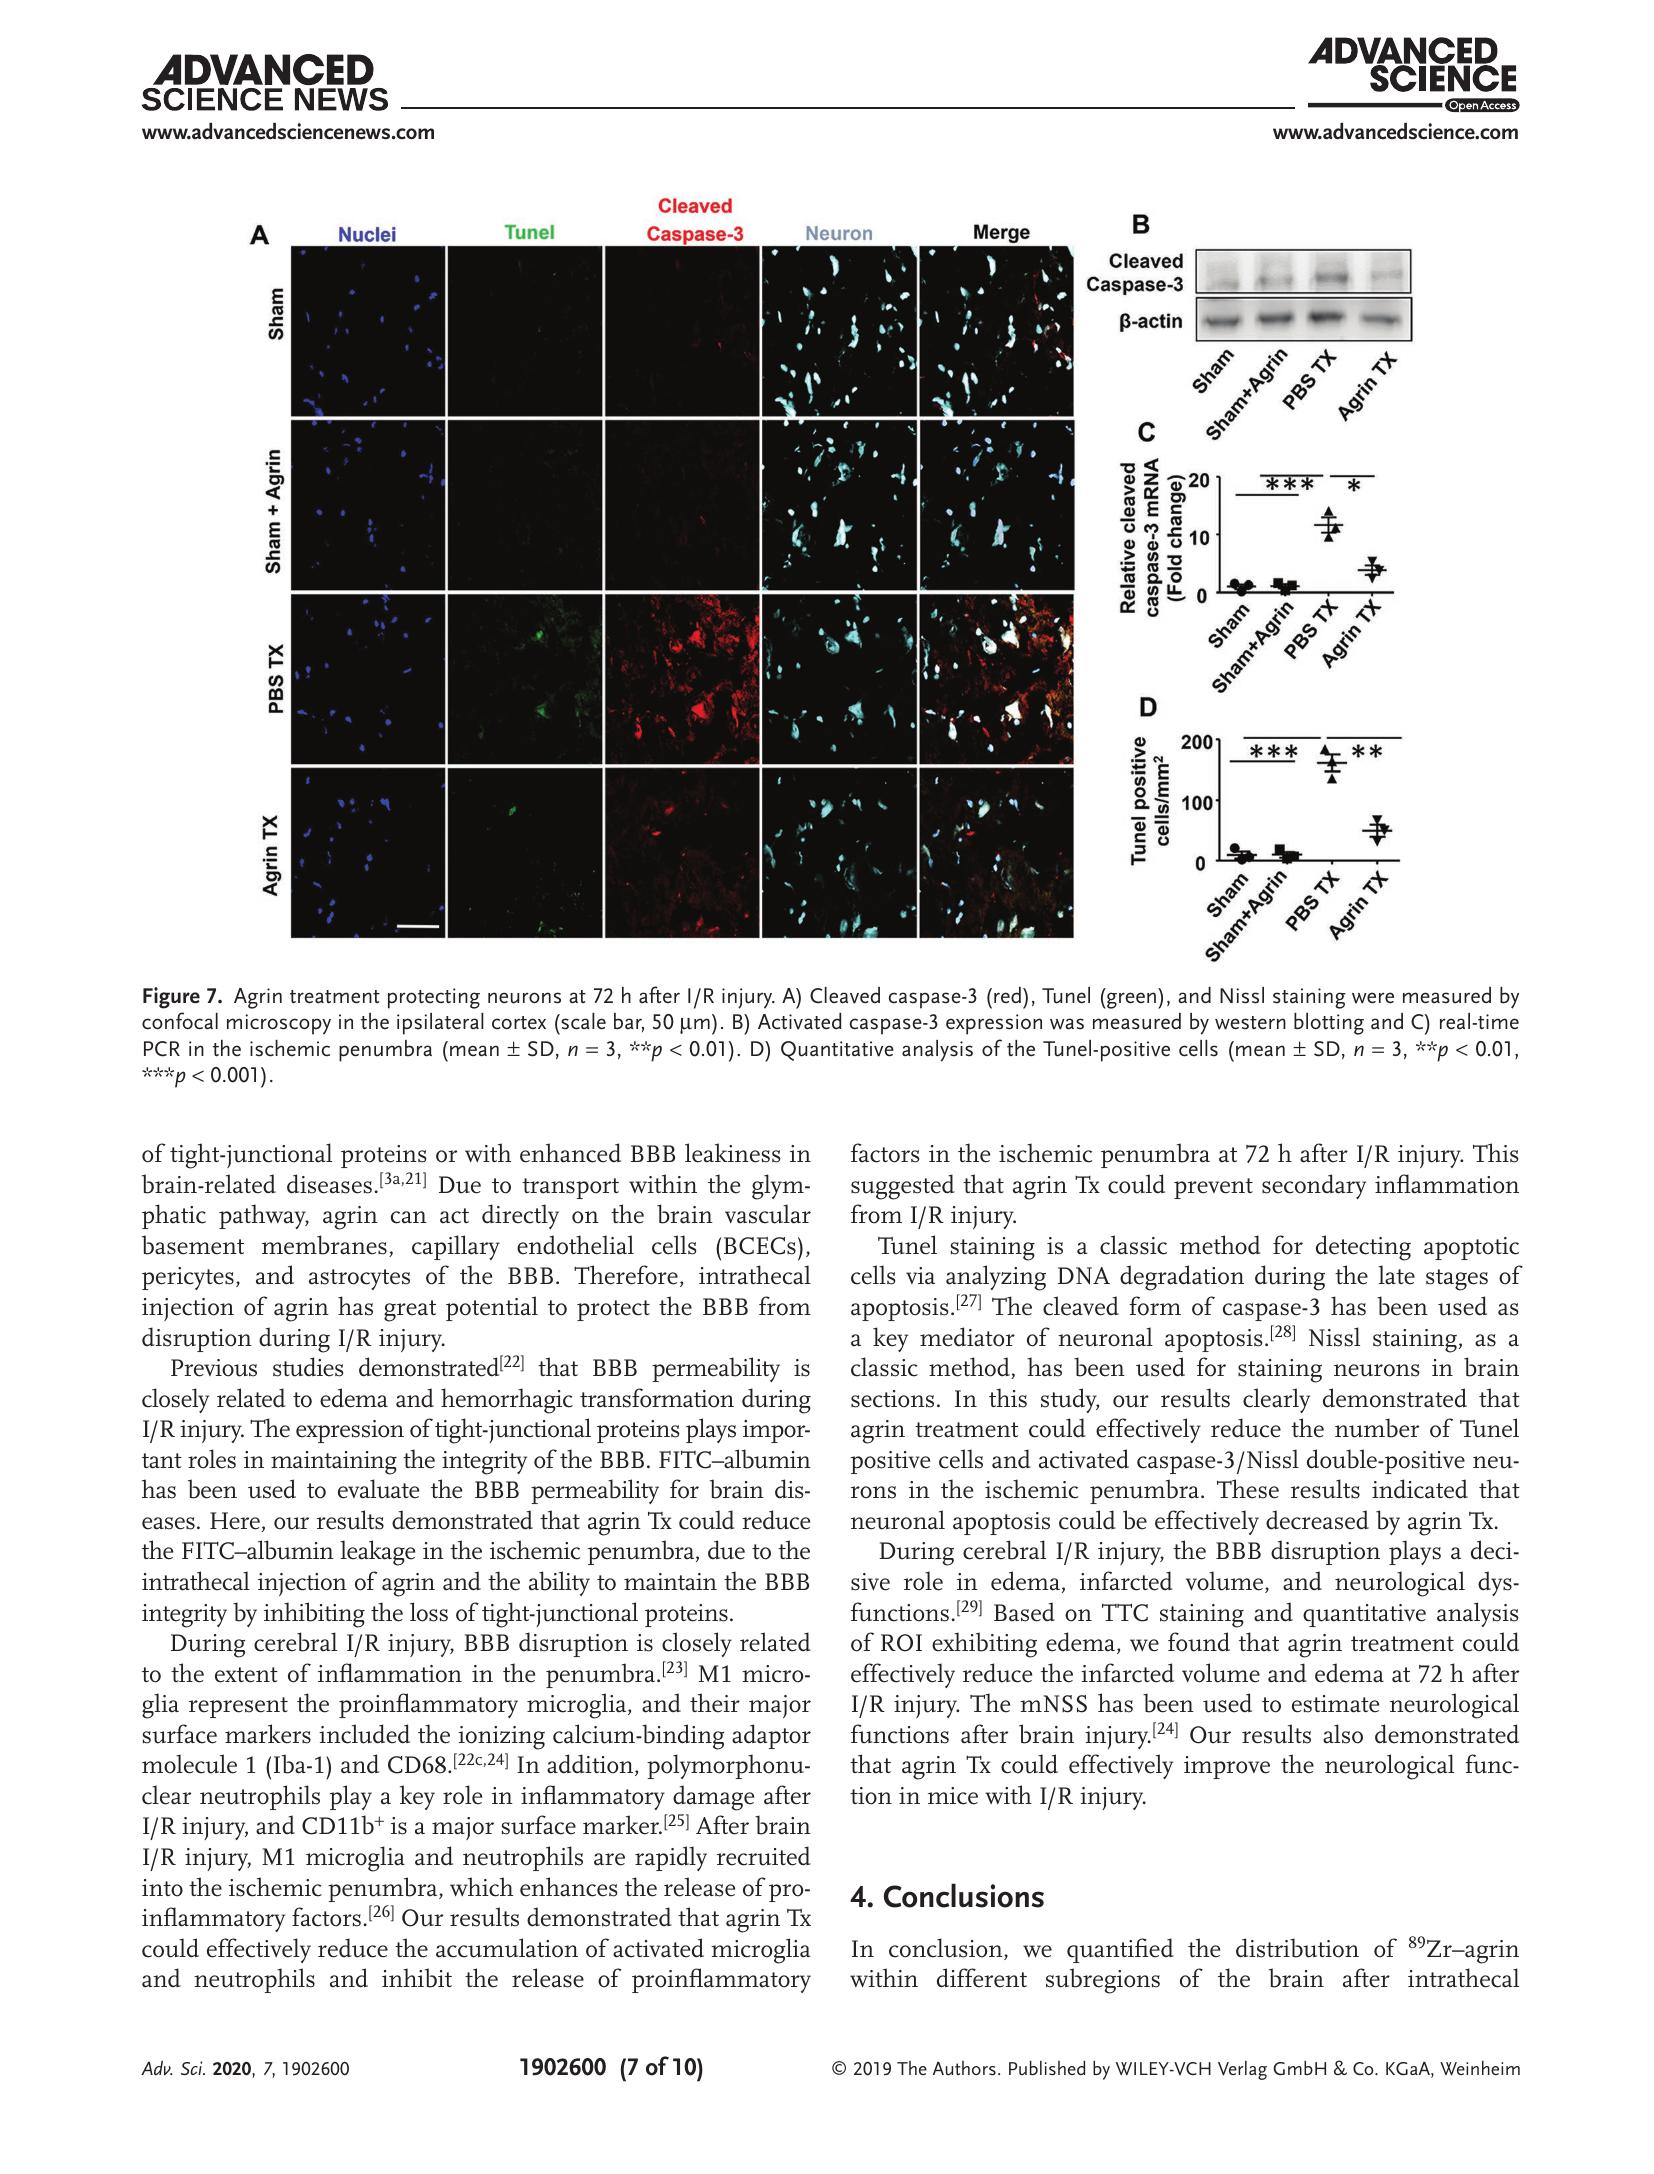 ADVANCED
SCIENCE NEWS
www.advancedsciencenews.com
ADVANCED
SCIENCE
Open Access
www.advancedscience.com
A
Nuclei
Tunel
Cleaved
Caspase-3
Neuron
Merge
Sham
Sham + Agrin
PBS TX
Agrin TX
B
Cleaved
Caspase-3
β-actin
Sham
Sham+Agrin
PBS TX
Agrin TX
C
Relative cleaved
caspase-3 mRNA
(Fold change)
20
10
0
***
*
Sham
Sham+Agrin
PBS TX
Agrin TX
D
Tunel positive
cells/mm²
200
100
0
***
**
Sham
Sham+Agrin
PBS TX
Agrin TX
Figure 7. Agrin treatment protecting neurons at 72 h after I/R injury. A) Cleaved caspase-3 (red), Tunel (green), and Nissl staining were measured by
confocal microscopy in the ipsilateral cortex (scale bar, 50 µm). B) Activated caspase-3 expression was measured by western blotting and C) real-time
PCR in the ischemic penumbra (mean ± SD, n = 3, **p < 0.01). D) Quantitative analysis of the Tunel-positive cells (mean ± SD, n = 3, **p < 0.01,
***p < 0.001).
of tight-junctional proteins or with enhanced BBB leakiness in
brain-related diseases.[3a,21] Due to transport within the glym-
phatic pathway, agrin can act directly on the brain vascular
basement membranes, capillary endothelial cells (BCECs),
pericytes, and astrocytes of the BBB. Therefore, intrathecal
injection of agrin has great potential to protect the BBB from
disruption during I/R injury.
Previous studies demonstrated[22] that BBB permeability is
closely related to edema and hemorrhagic transformation during
I/R injury. The expression of tight-junctional proteins plays impor-
tant roles in maintaining the integrity of the BBB. FITC–albumin
has been used to evaluate the BBB permeability for brain dis-
eases. Here, our results demonstrated that agrin Tx could reduce
the FITC–albumin leakage in the ischemic penumbra, due to the
intrathecal injection of agrin and the ability to maintain the BBB
integrity by inhibiting the loss of tight-junctional proteins.
During cerebral I/R injury, BBB disruption is closely related
to the extent of inflammation in the penumbra.[23] M1 micro-
glia represent the proinflammatory microglia, and their major
surface markers included the ionizing calcium-binding adaptor
molecule 1 (Iba-1) and CD68.[22c,24] In addition, polymorphonu-
clear neutrophils play a key role in inflammatory damage after
I/R injury, and CD11b⁺ is a major surface marker.[25] After brain
I/R injury, M1 microglia and neutrophils are rapidly recruited
into the ischemic penumbra, which enhances the release of pro-
inflammatory factors.[26] Our results demonstrated that agrin Tx
could effectively reduce the accumulation of activated microglia
and neutrophils and inhibit the release of proinflammatory
factors in the ischemic penumbra at 72 h after I/R injury. This
suggested that agrin Tx could prevent secondary inflammation
from I/R injury.
Tunel staining is a classic method for detecting apoptotic
cells via analyzing DNA degradation during the late stages of
apoptosis.[27] The cleaved form of caspase-3 has been used as
a key mediator of neuronal apoptosis.[28] Nissl staining, as a
classic method, has been used for staining neurons in brain
sections. In this study, our results clearly demonstrated that
agrin treatment could effectively reduce the number of Tunel
positive cells and activated caspase-3/Nissl double-positive neu-
rons in the ischemic penumbra. These results indicated that
neuronal apoptosis could be effectively decreased by agrin Tx.
During cerebral I/R injury, the BBB disruption plays a deci-
sive role in edema, infarcted volume, and neurological dys-
functions.[29] Based on TTC staining and quantitative analysis
of ROI exhibiting edema, we found that agrin treatment could
effectively reduce the infarcted volume and edema at 72 h after
I/R injury. The mNSS has been used to estimate neurological
functions after brain injury.[24] Our results also demonstrated
that agrin Tx could effectively improve the neurological func-
tion in mice with I/R injury.
4. Conclusions
In conclusion, we quantified the distribution of ⁸⁹Zr–agrin
within different subregions of the brain after intrathecal
Adv. Sci. 2020, 7, 1902600
1902600 (7 of 10)
© 2019 The Authors. Published by WILEY-VCH Verlag GmbH & Co. KGaA, Weinheim